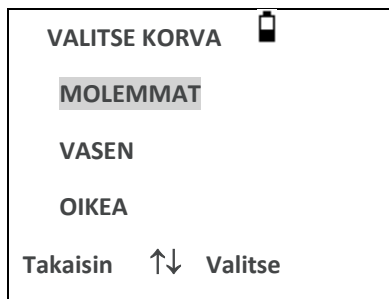 VALITSE KORVA
MOLEMMAT
VASEN
OIKEA
Takaisin ↑↓ Valitse